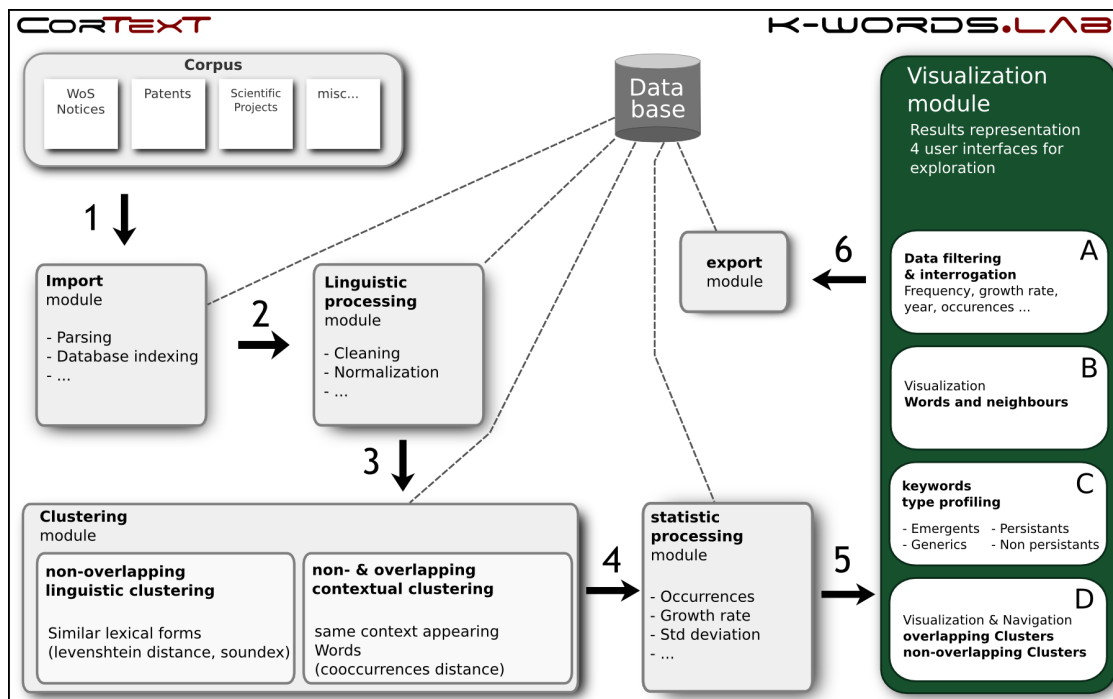 CorTexT
K-WORDS.LAB
Corpus
WoS
Notices
Patents
Scientific
Projects
misc...
Data
base
Visualization
module
Results representation
4 user interfaces for
exploration
1
Import
module
- Parsing
- Database indexing
- ...
2
Linguistic
processing
module
- Cleaning
- Normalization
- ...
3
Clustering
module
non-overlapping
linguistic clustering
Similar lexical forms
(levenshtein distance, soundex)
non- & overlapping
contextual clustering
same context appearing
Words
(cooccurrences distance)
4
statistic
processing
module
- Occurrences
- Growth rate
- Std deviation
- ...
5
6
export
module
A
Data filtering
& interrogation
Frequency, growth rate,
year, occurences ...
B
Visualization
Words and neighbours
C
keywords
type profiling
- Emergents - Persistants
- Generics - Non persistants
D
Visualization & Navigation
overlapping Clusters
non-overlapping Clusters